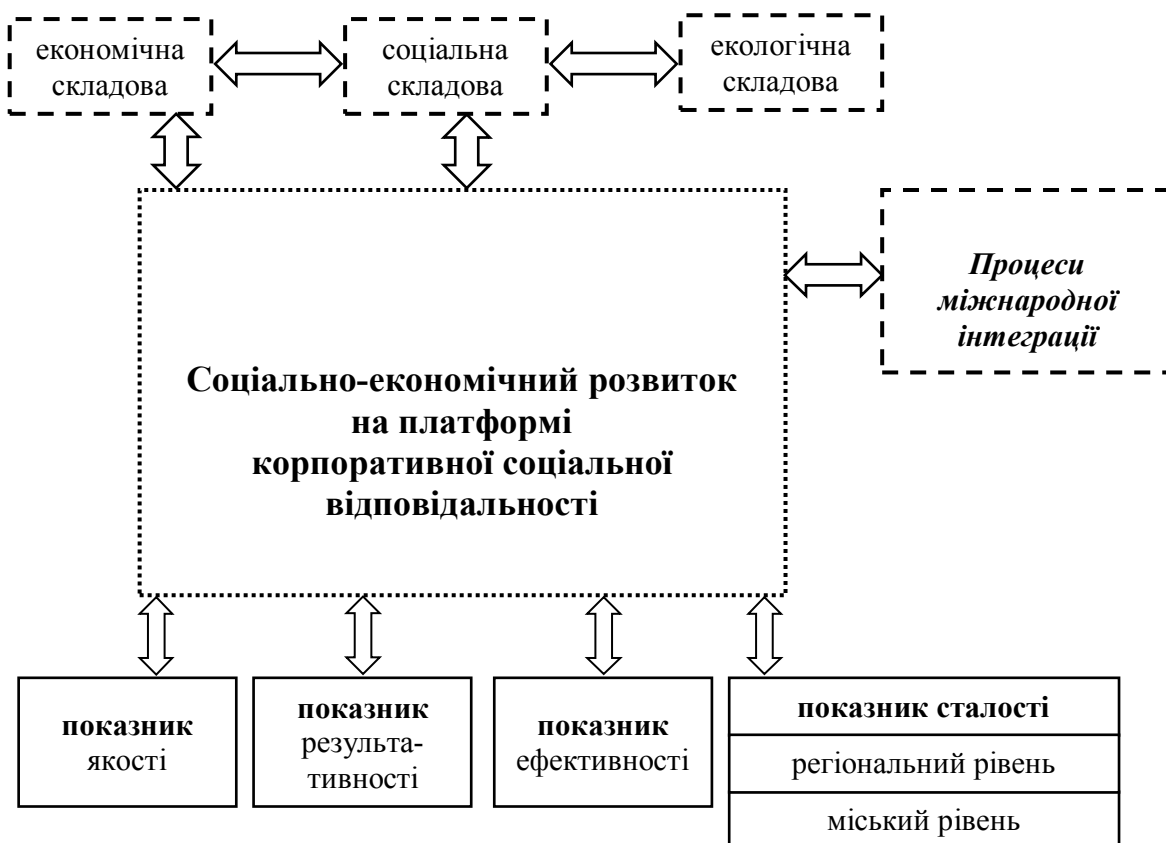 економічна
складова
соціальна
складова
екологічна
складова
Процеси
міжнародної
інтеграції
Соціально-економічний розвиток
на платформі
корпоративної соціальної
відповідальності
показник
якості
показник
результа-
тивності
показник
ефективності
показник сталості
регіональний рівень
міський рівень